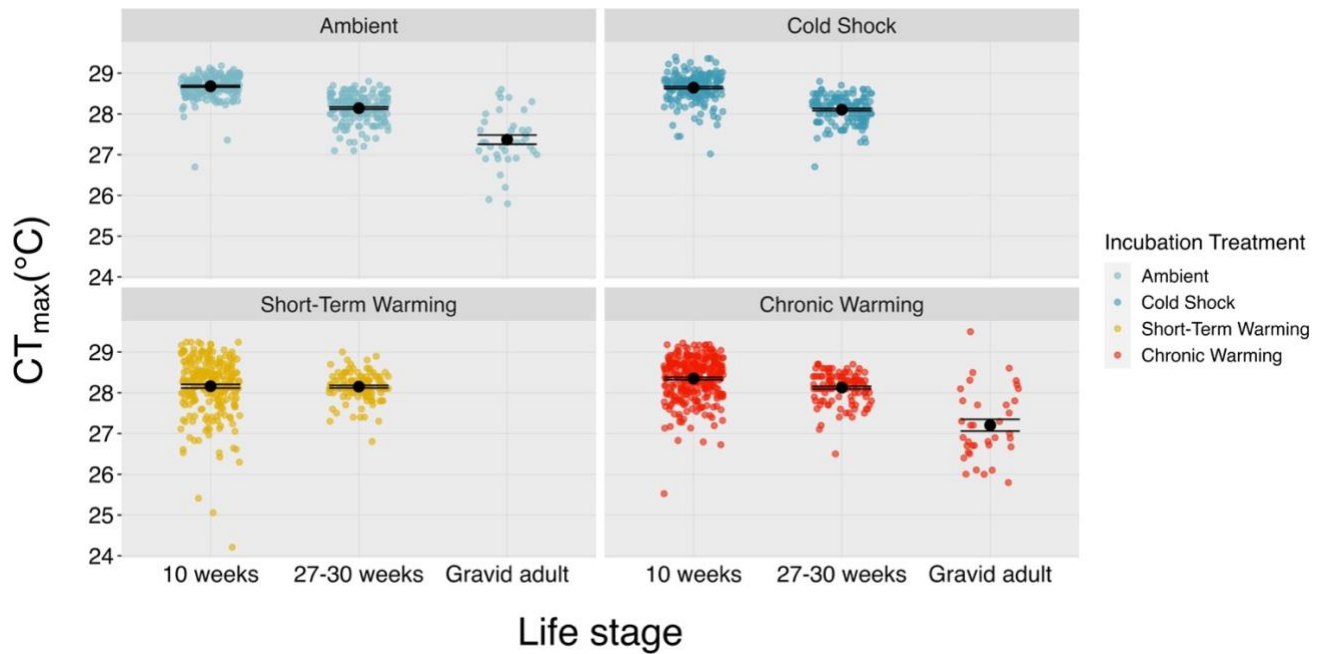 Ambient
Cold Shock
29
28
27
26
25
24
Short-Term Warming
Chronic Warming
29
28
27
26
25
24
10 weeks 27-30 weeks Gravid adult
10 weeks 27-30 weeks Gravid adult
CTmax(°C)
Life stage
Incubation Treatment
Ambient
Cold Shock
Short-Term Warming
Chronic Warming